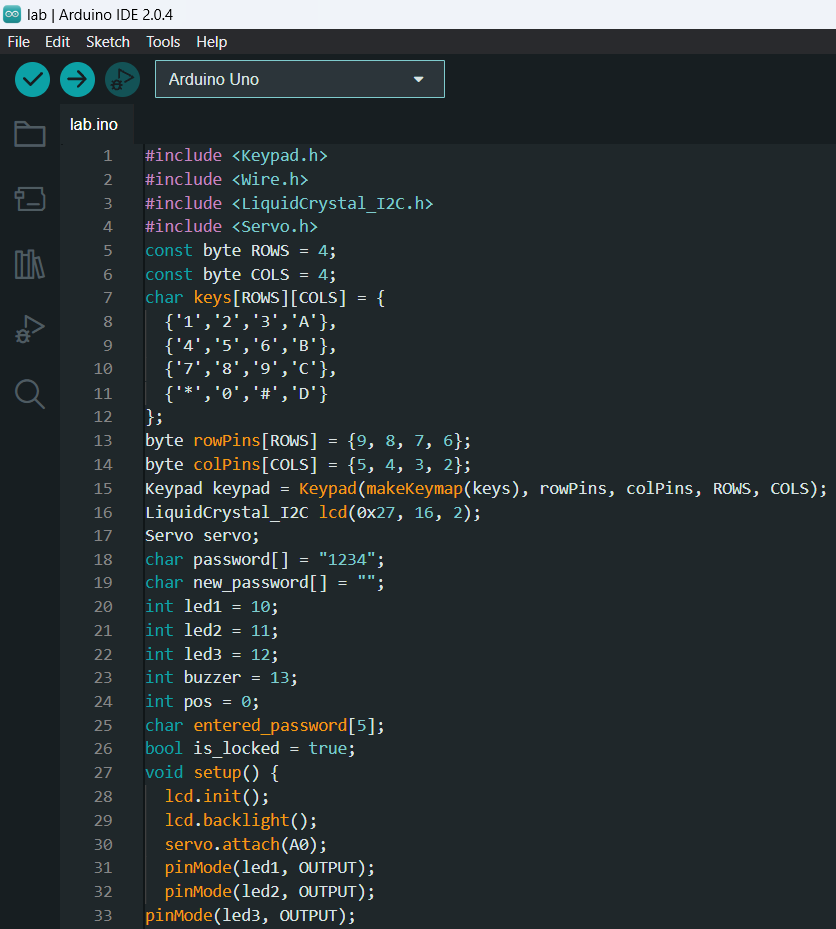 lab | Arduino IDE 2.0.4
File Edit Sketch Tools Help
Arduino Uno
lab.ino
1 #include <Keypad.h>
2 #include <Wire.h>
3 #include <LiquidCrystal_I2C.h>
4 #include <Servo.h>
5 const byte ROWS = 4;
6 const byte COLS = 4;
7 char keys[ROWS][COLS] = {
8   {'1','2','3','A'},
9   {'4','5','6','B'},
10   {'7','8','9','C'},
11   {'*','0','#','D'}
12 };
13 byte rowPins[ROWS] = {9, 8, 7, 6};
14 byte colPins[COLS] = {5, 4, 3, 2};
15 Keypad keypad = Keypad(makeKeymap(keys), rowPins, colPins, ROWS, COLS);
16 LiquidCrystal_I2C lcd(0x27, 16, 2);
17 Servo servo;
18 char password[] = "1234";
19 char new_password[] = "";
20 int led1 = 10;
21 int led2 = 11;
22 int led3 = 12;
23 int buzzer = 13;
24 int pos = 0;
25 char entered_password[5];
26 bool is_locked = true;
27 void setup() {
28   lcd.init();
29   lcd.backlight();
30   servo.attach(A0);
31   pinMode(led1, OUTPUT);
32   pinMode(led2, OUTPUT);
33 pinMode(led3, OUTPUT);